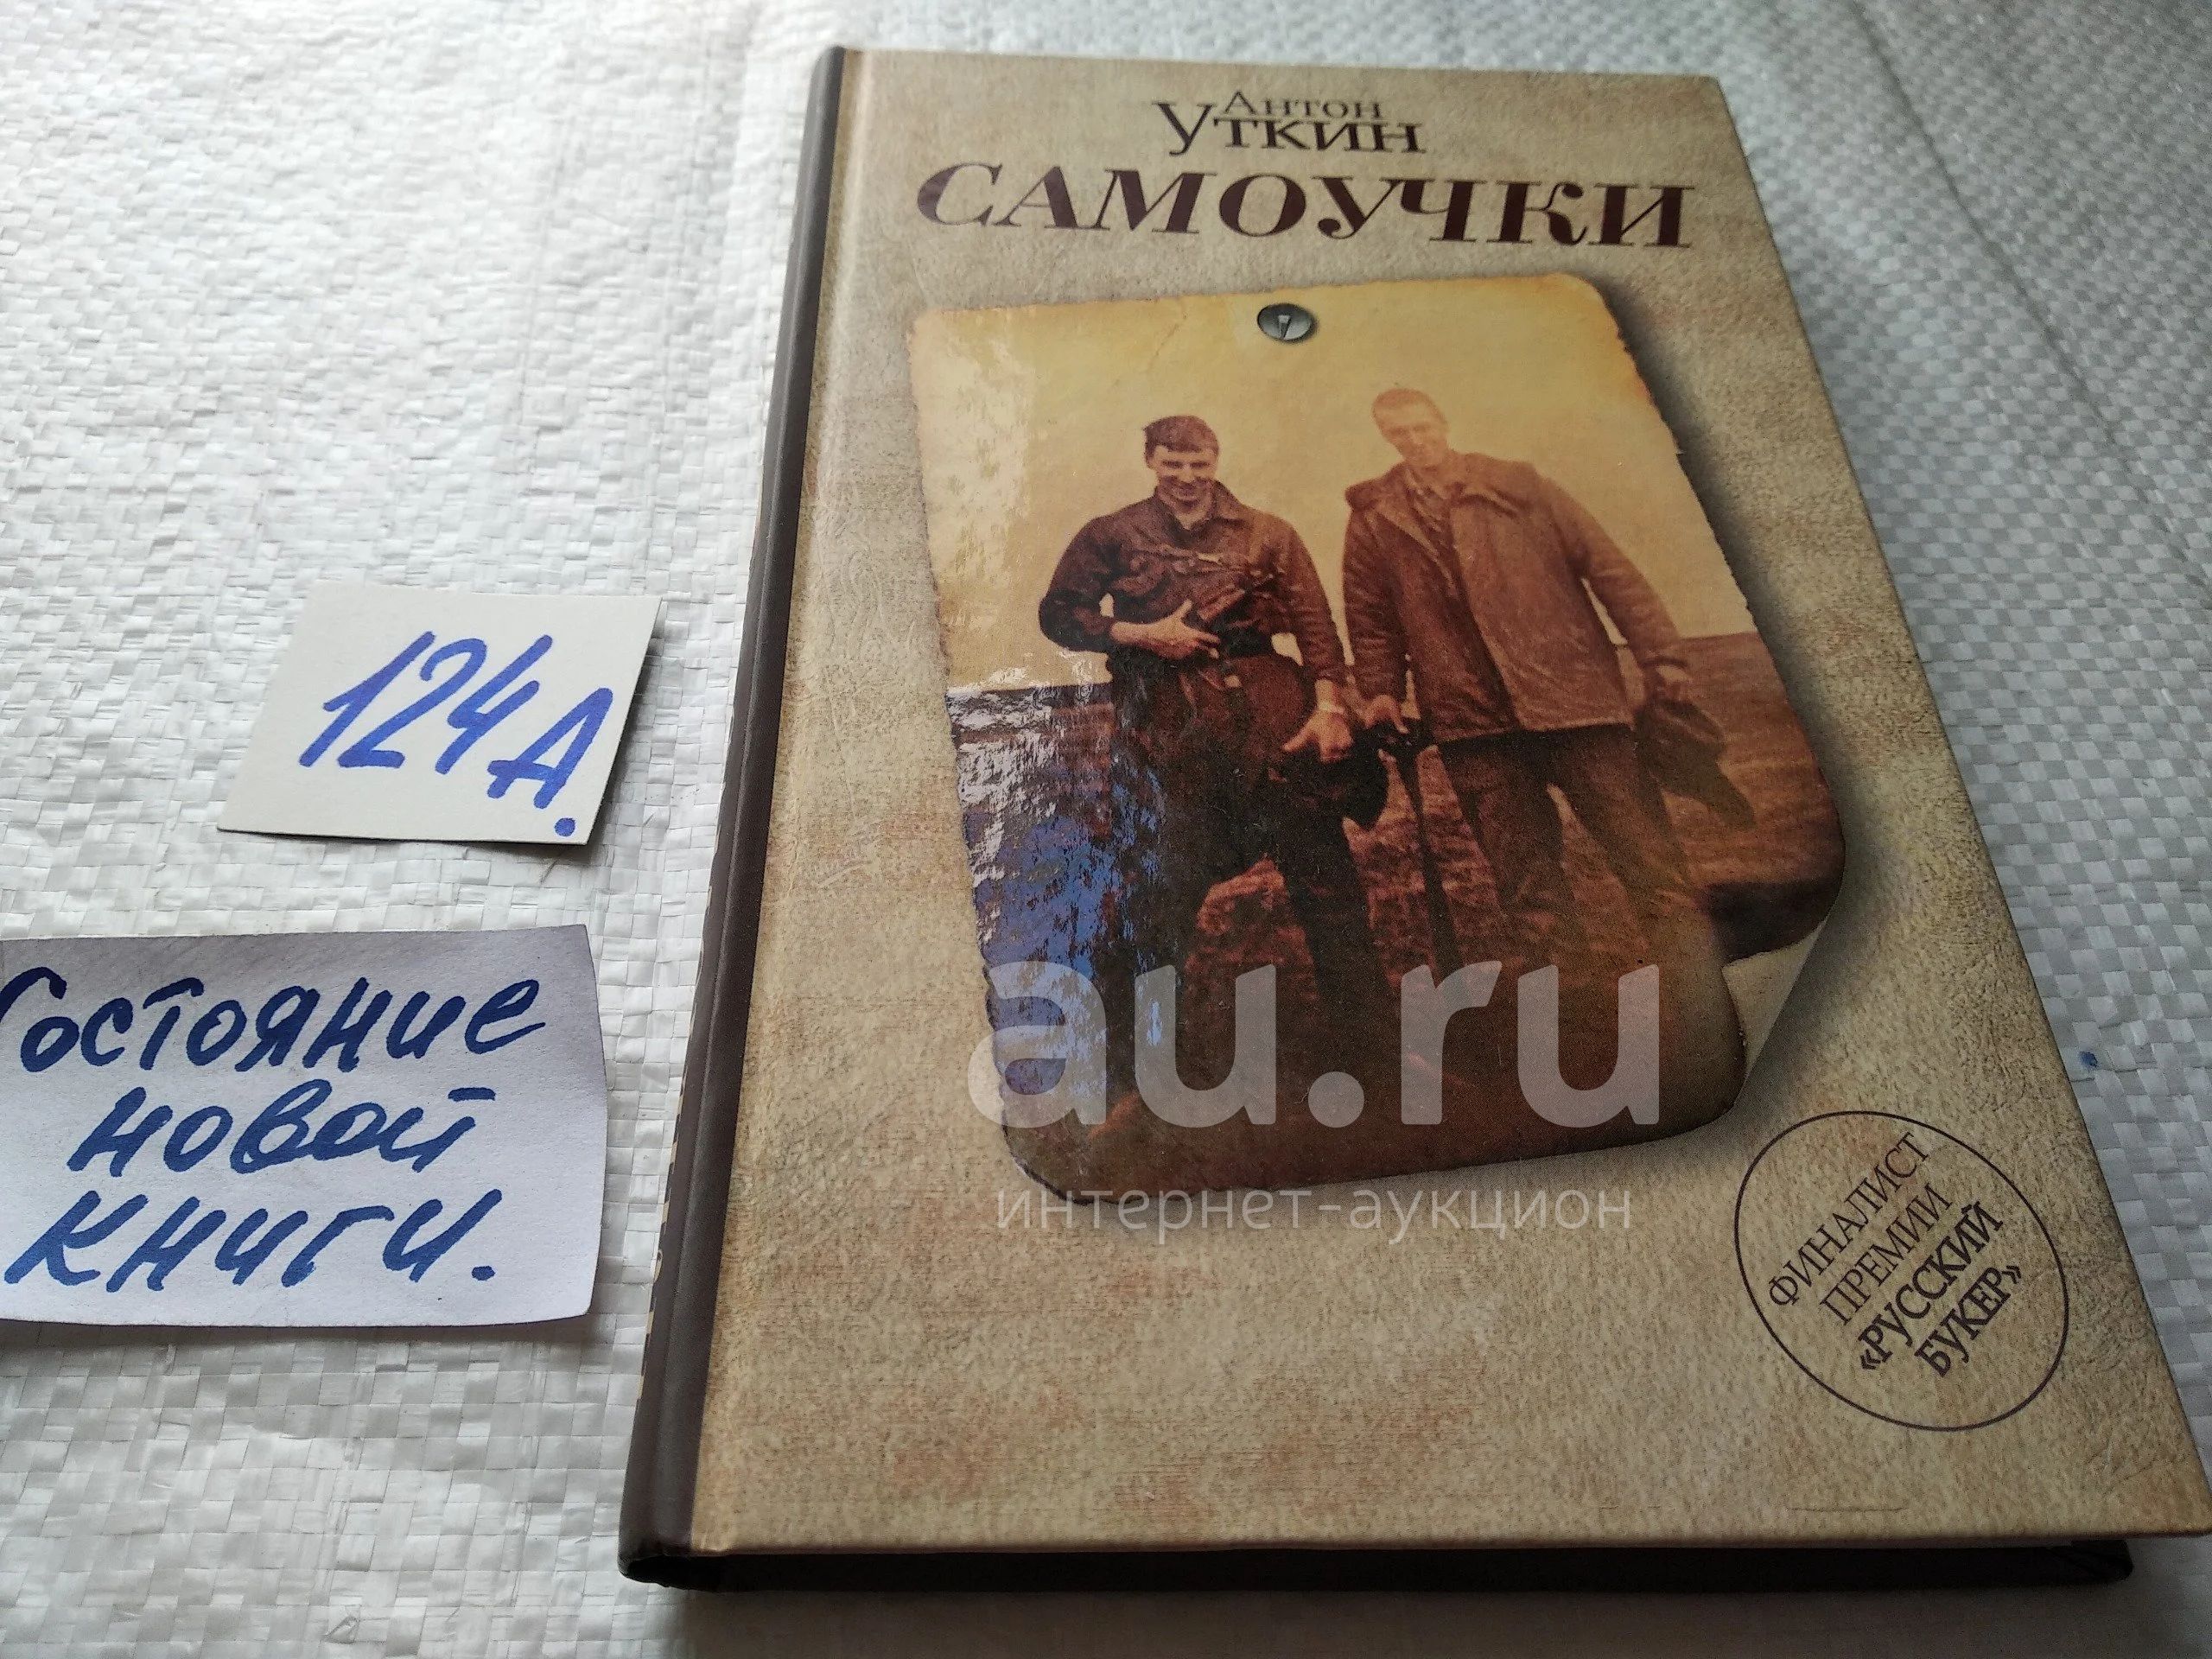 Антон
Уткин
САМОУЧКИ
124А.
Состояние
новой
книги.
au.ru
интернет-аукцион
ФИНАЛИСТ
ПРЕМИИ
«РУССКИЙ
БУКЕР»